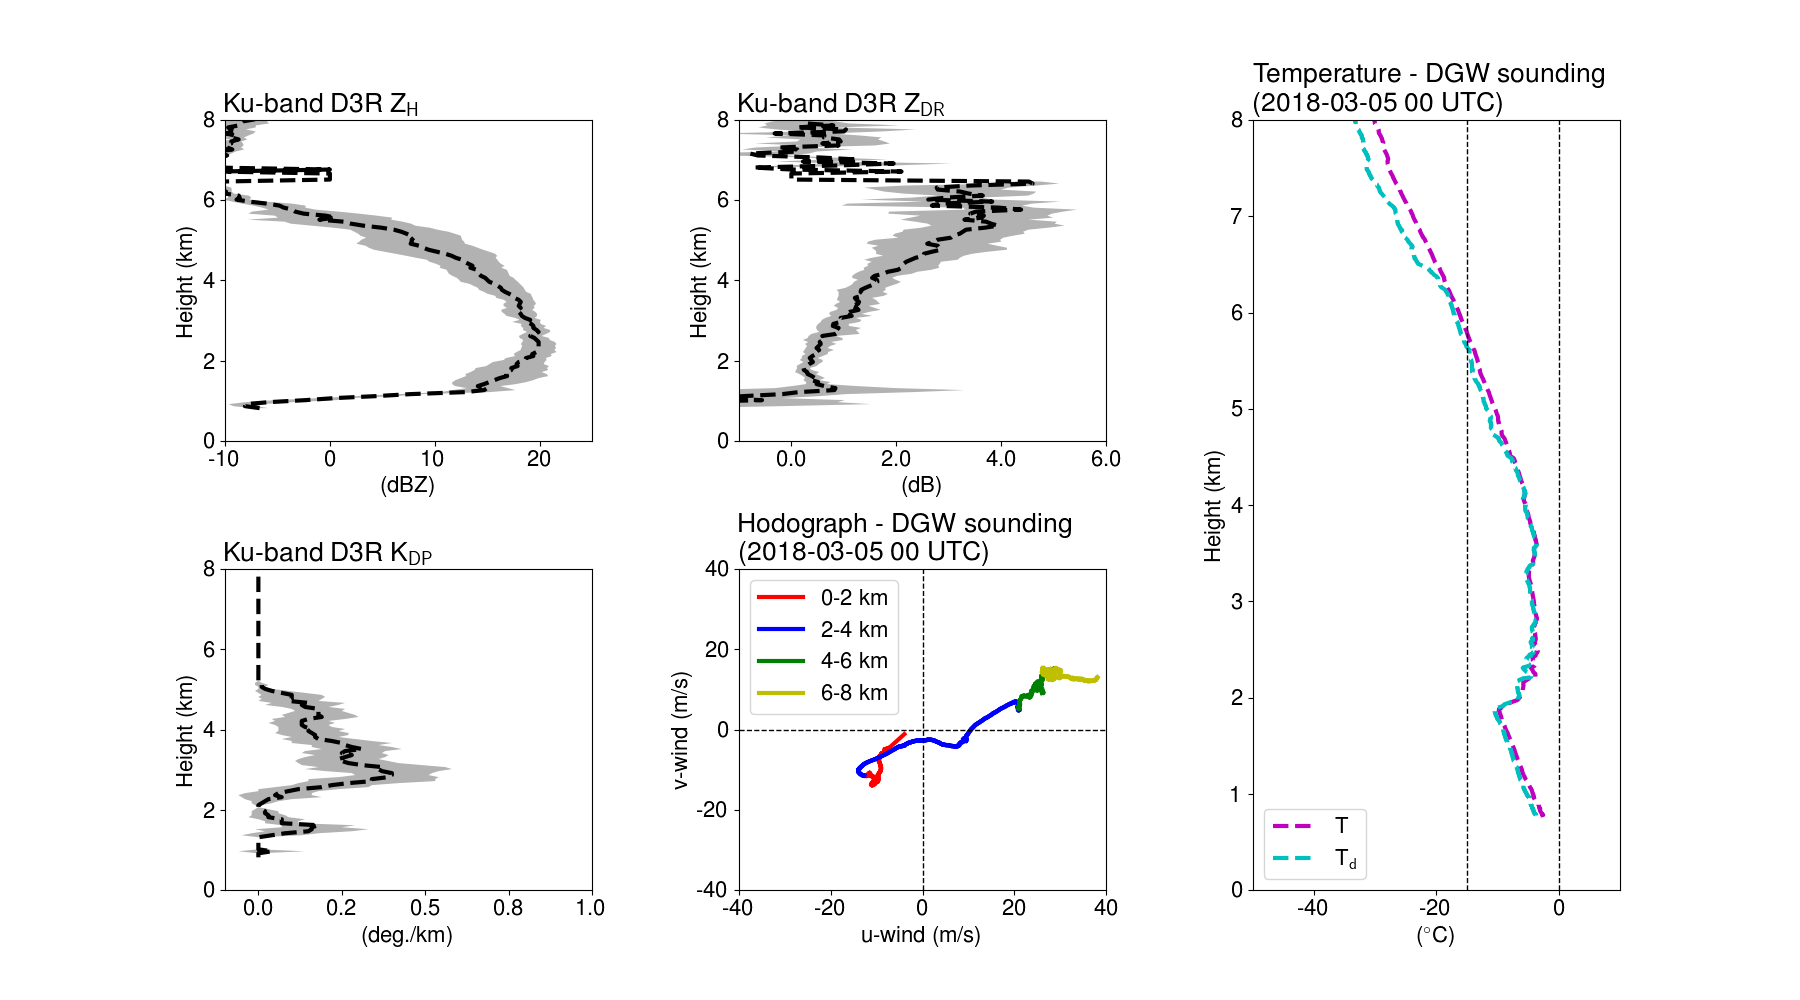 Ku-band D3R Z_H
8
6
4
2
0
Height (km)
-10 0 10 20
(dBZ)
Ku-band D3R Z_DR
8
6
4
2
0
Height (km)
0.0 2.0 4.0 6.0
(dB)
Ku-band D3R K_DP
8
6
4
2
0
Height (km)
0.0 0.2 0.5 0.8 1.0
(deg./km)
Hodograph - DGW sounding
(2018-03-05 00 UTC)
40
20
0
-20
-40
v-wind (m/s)
0-2 km
2-4 km
4-6 km
6-8 km
-40 -20 0 20 40
u-wind (m/s)
Temperature - DGW sounding
(2018-03-05 00 UTC)
8
7
6
5
4
3
2
1
0
Height (km)
T
T_d
-40 -20 0
(°C)